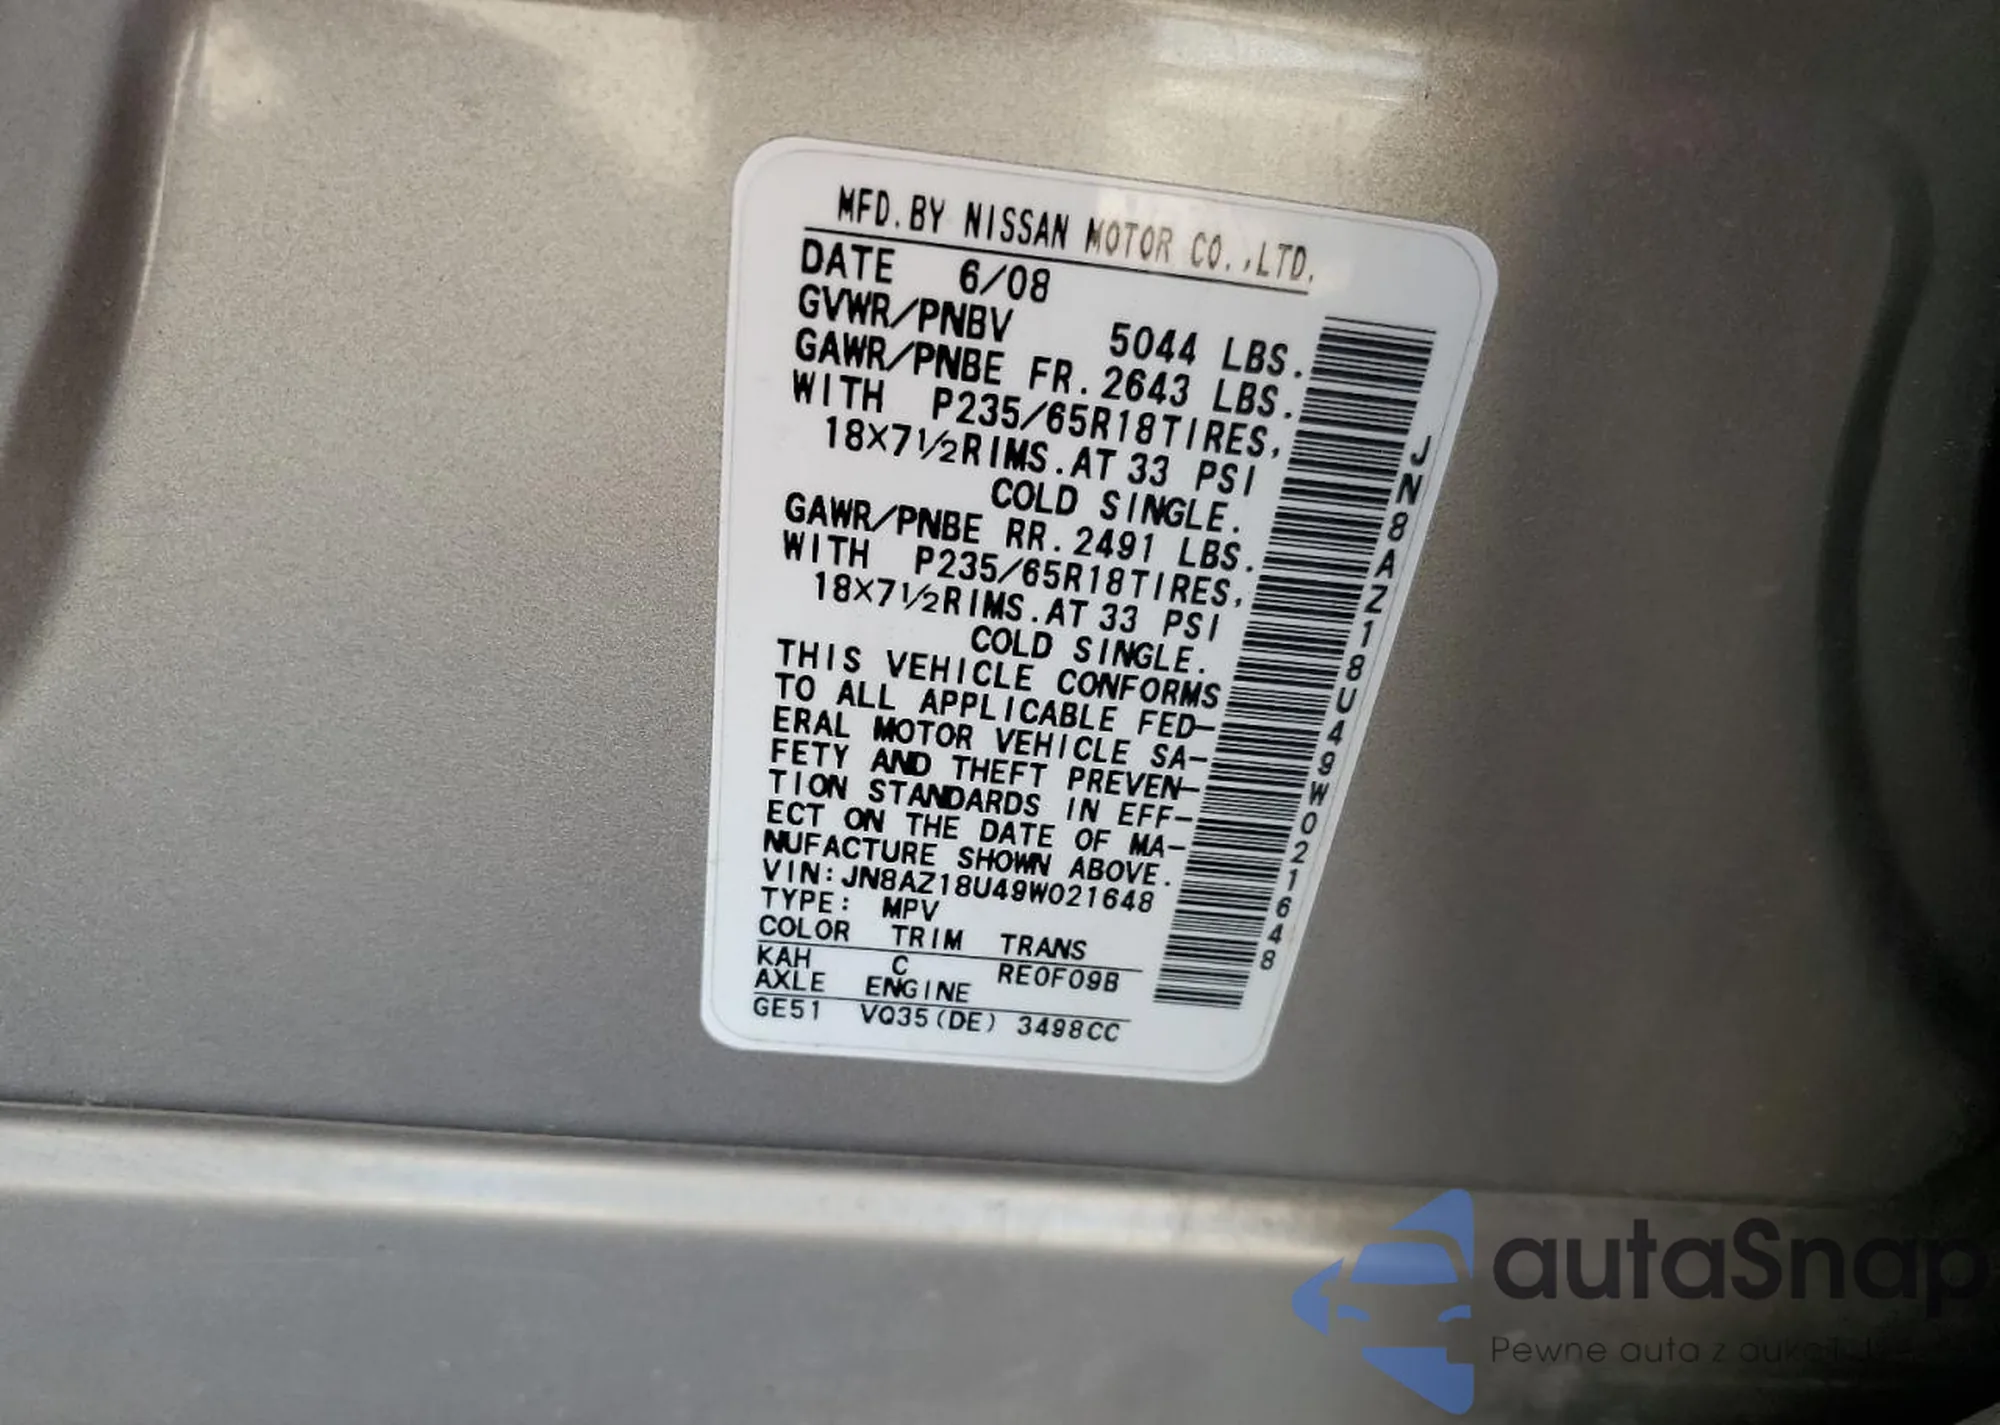 MFD. BY NISSAN MOTOR CO.,LTD.
DATE 6/08
GVWR/PNBV 5044 LBS.
GAWR/PNBE FR. 2643 LBS.
WITH P235/65R18TIRES,
18X7½RIMS. AT 33 PSI
COLD SINGLE.
GAWR/PNBE RR. 2491 LBS.
WITH P235/65R18TIRES,
18X7½RIMS. AT 33 PSI
COLD SINGLE.
THIS VEHICLE CONFORMS
TO ALL APPLICABLE FED-
ERAL MOTOR VEHICLE SA-
FETY AND THEFT PREVEN-
TION STANDARDS IN EFF-
ECT ON THE DATE OF MA-
NUFACTURE SHOWN ABOVE.
VIN: JN8AZ18U49W021648
TYPE: MPV
COLOR TRIM TRANS
KAH C RE0F09B
AXLE ENGINE
GE51 VQ35(DE) 3498CC
JN8AZ18U49W021648
autaSnap
Pewne auta z